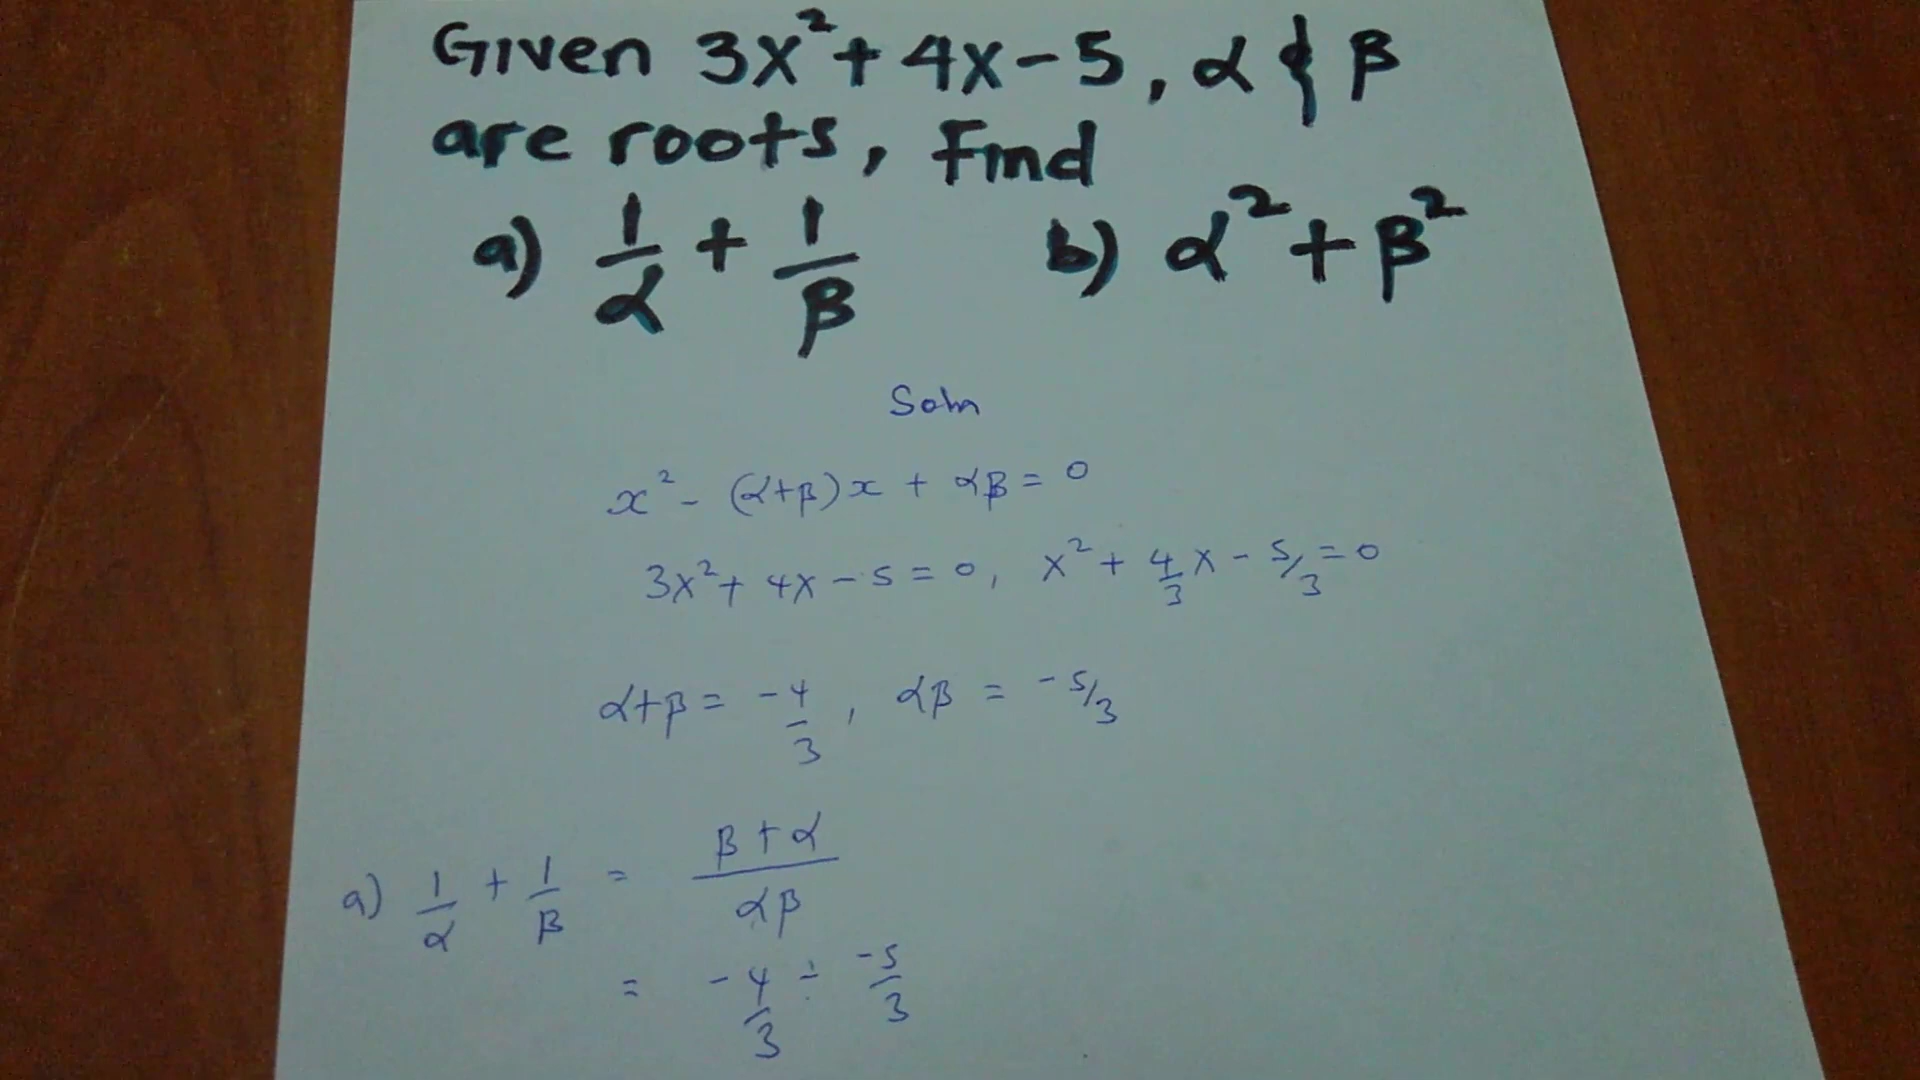 Given 3x²+ 4x-5, α & β
are roots, Find
a) 1/α + 1/β b) α²+ β²
Soln
x² - (α+β)x + αβ = 0
3x²+ 4x - 5 = 0, x² + 4/3 x - 5/3 = 0
α+β = -4/3 , αβ = -5/3
a) 1/α + 1/β = β + α / αβ
= -4/3 ÷ -5/3